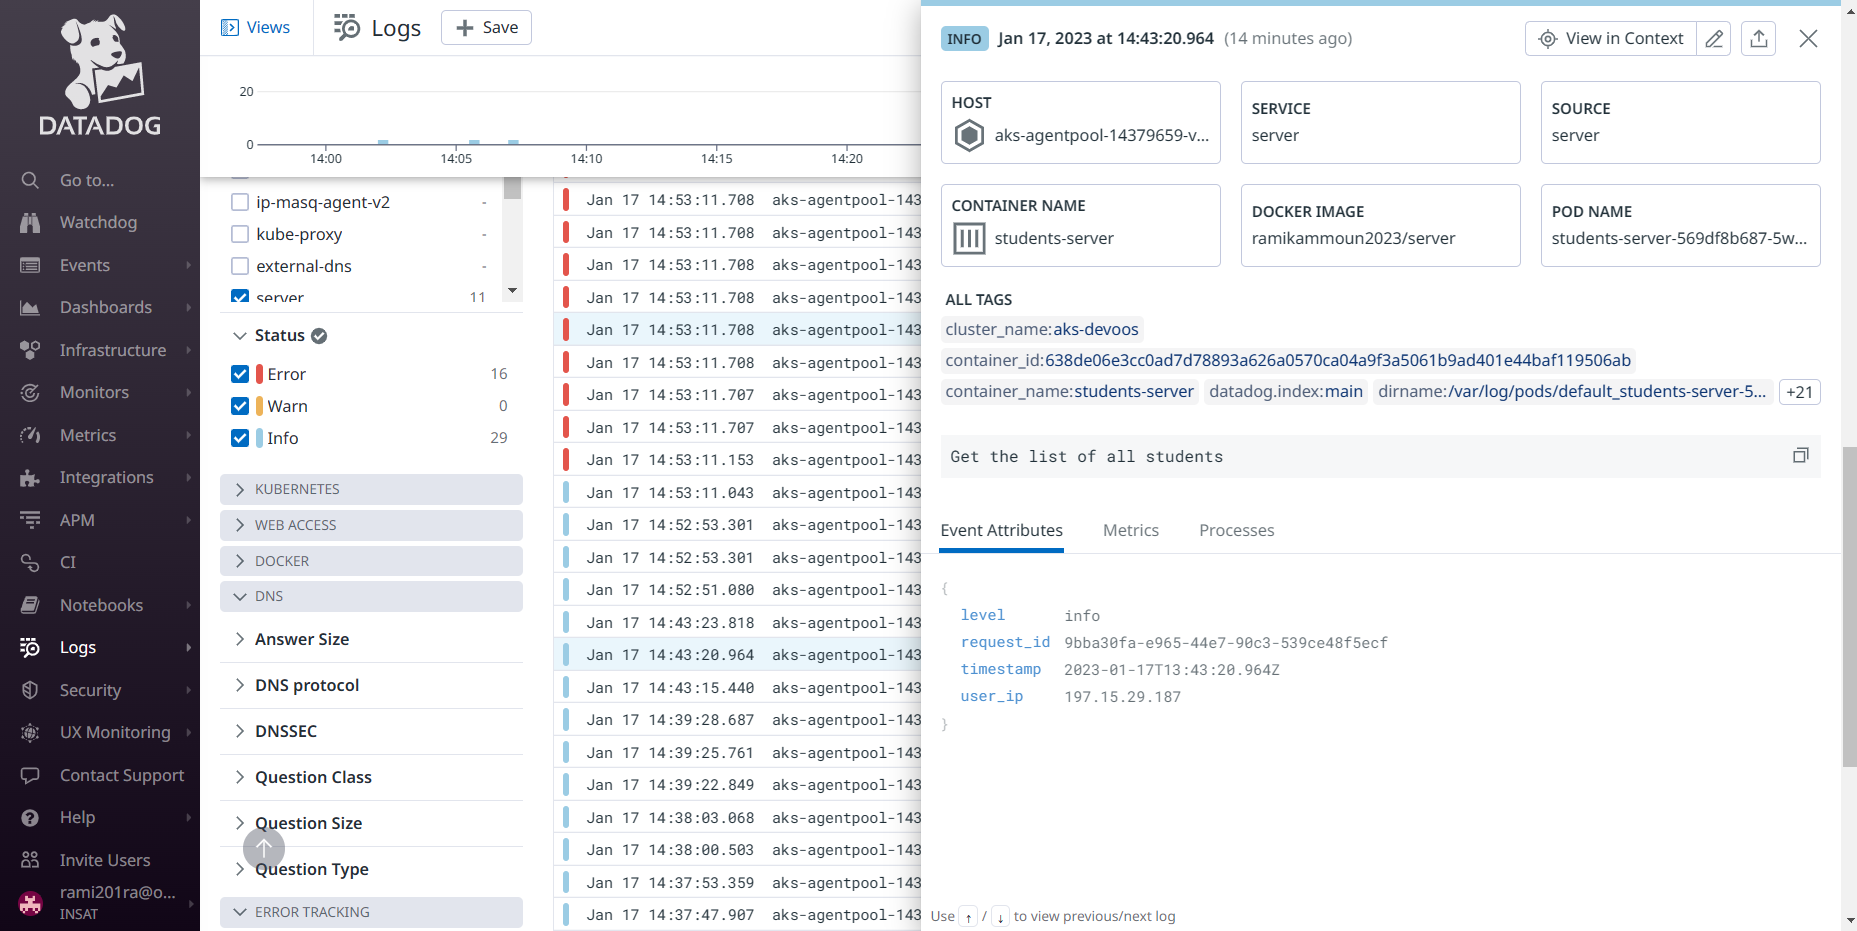 DATADOG
Go to...
Watchdog
Events
Dashboards
Infrastructure
Monitors
Metrics
Integrations
APM
CI
Notebooks
Logs
Security
UX Monitoring
Contact Support
Help
Invite Users
rami201ra@o...
INSAT
Views
Logs
Save
20
0
14:00
14:05
14:10
14:15
14:20
ip-masq-agent-v2 -
kube-proxy -
external-dns -
server 11
Status
Error 16
Warn 0
Info 29
KUBERNETES
WEB ACCESS
DOCKER
DNS
Answer Size
DNS protocol
DNSSEC
Question Class
Question Size
Question Type
ERROR TRACKING
Jan 17 14:53:11.708 aks-agentpool-143
Jan 17 14:53:11.708 aks-agentpool-143
Jan 17 14:53:11.708 aks-agentpool-143
Jan 17 14:53:11.708 aks-agentpool-143
Jan 17 14:53:11.708 aks-agentpool-143
Jan 17 14:53:11.708 aks-agentpool-143
Jan 17 14:53:11.707 aks-agentpool-143
Jan 17 14:53:11.707 aks-agentpool-143
Jan 17 14:53:11.153 aks-agentpool-143
Jan 17 14:53:11.043 aks-agentpool-143
Jan 17 14:52:53.301 aks-agentpool-143
Jan 17 14:52:53.301 aks-agentpool-143
Jan 17 14:52:51.080 aks-agentpool-143
Jan 17 14:43:23.818 aks-agentpool-143
Jan 17 14:43:20.964 aks-agentpool-143
Jan 17 14:43:15.440 aks-agentpool-143
Jan 17 14:39:28.687 aks-agentpool-143
Jan 17 14:39:25.761 aks-agentpool-143
Jan 17 14:39:22.849 aks-agentpool-143
Jan 17 14:38:03.068 aks-agentpool-143
Jan 17 14:38:00.503 aks-agentpool-143
Jan 17 14:37:53.359 aks-agentpool-143
Jan 17 14:37:47.907 aks-agentpool-143
INFO Jan 17, 2023 at 14:43:20.964 (14 minutes ago)
View in Context
HOST
aks-agentpool-14379659-v...
SERVICE
server
SOURCE
server
CONTAINER NAME
students-server
DOCKER IMAGE
ramikammoun2023/server
POD NAME
students-server-569df8b687-5w...
ALL TAGS
cluster_name:aks-devoos
container_id:638de06e3cc0ad7d78893a626a0570ca04a9f3a5061b9ad401e44baf119506ab
container_name:students-server datadog.index:main dirname:/var/log/pods/default_students-server-5... +21
Get the list of all students
Event Attributes Metrics Processes
{
level info
request_id 9bba30fa-e965-44e7-90c3-539ce48f5ecf
timestamp 2023-01-17T13:43:20.964Z
user_ip 197.15.29.187
}
Use ↑ / ↓ to view previous/next log